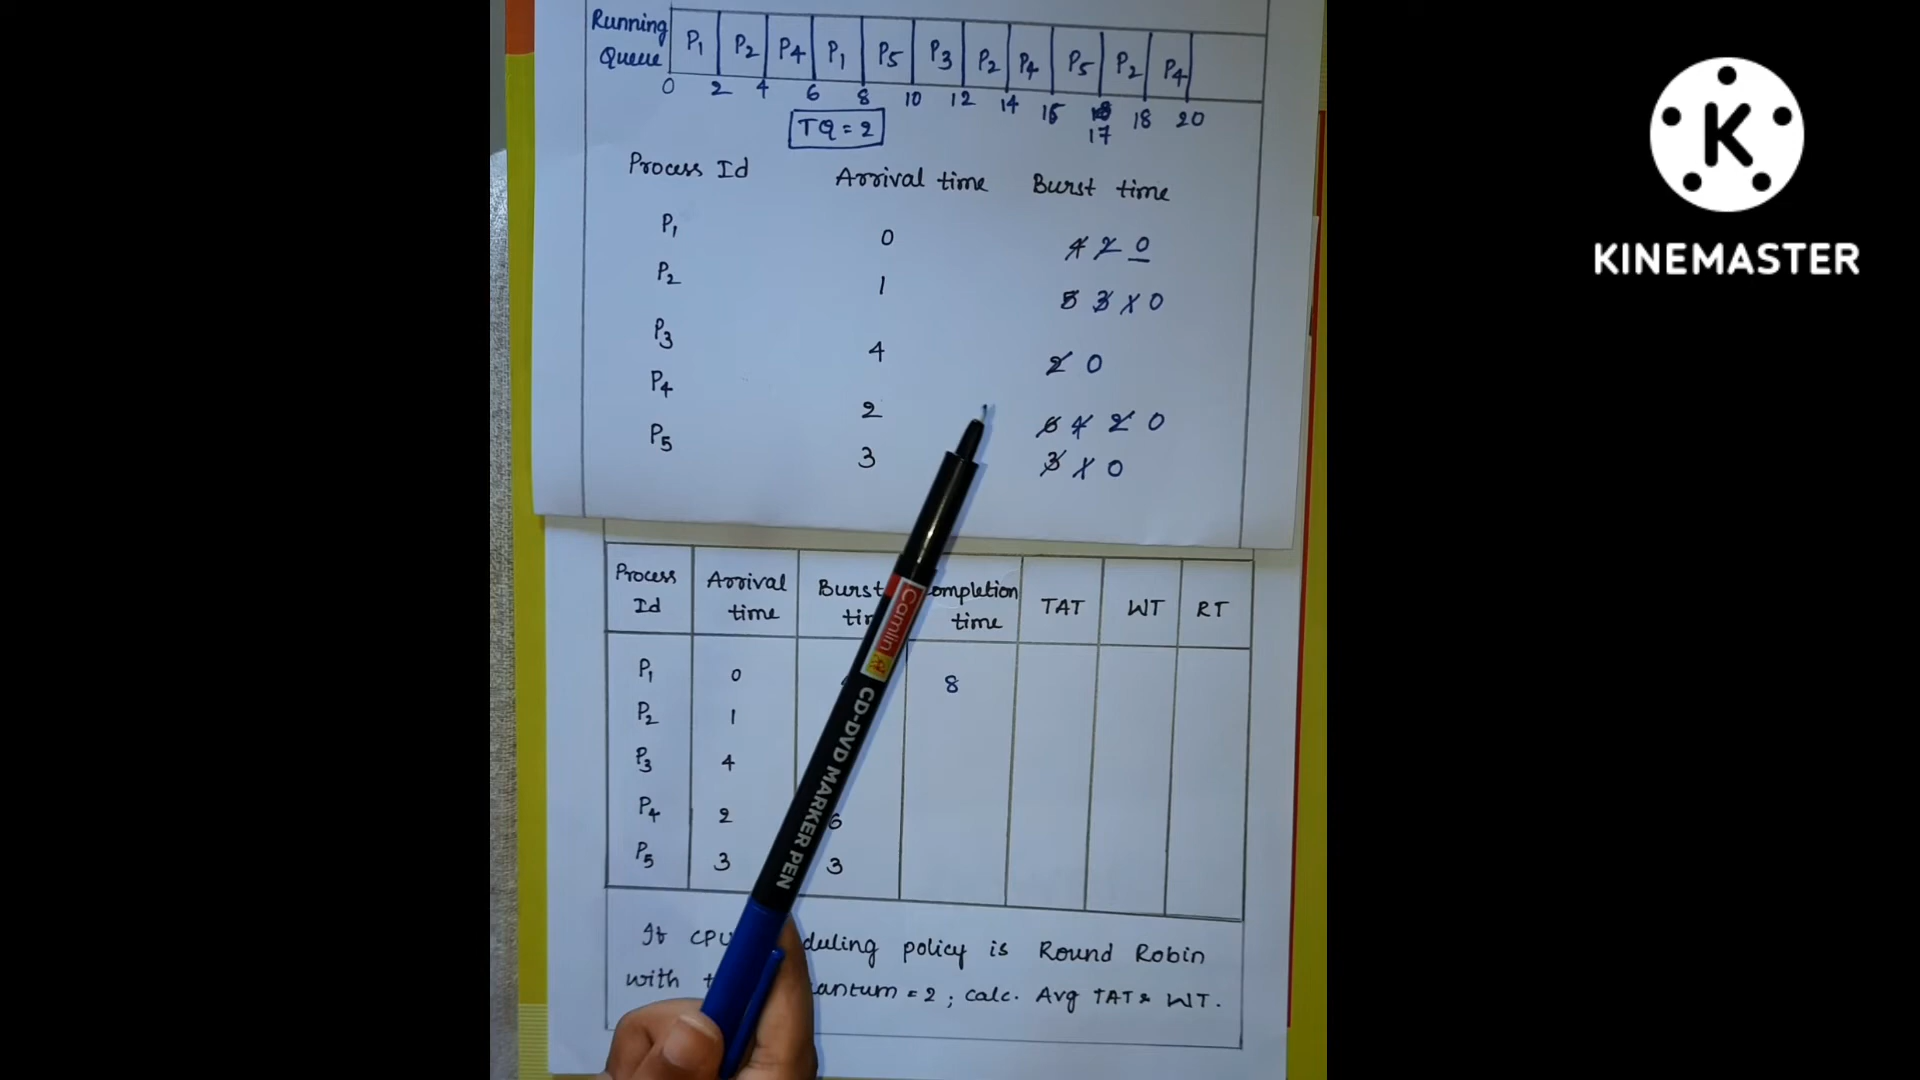 Running
Queue
P1 P2 P4 P1 P5 P3 P2 P4 P5 P2 P4
0 2 4 6 8 10 12 14 16 17 18 20
TQ = 2
Process Id Arrival time Burst time
P1 0 4 2 0
P2 1 5 3 1 0
P3 4 2 0
P4 2 6 4 2 0
P5 3 3 1 0
Process Id Arrival time Burst Completion time TAT WT RT
P1 0 8
P2 1
P3 4
P4 2 6
P5 3 3
If CPU policy is Round Robin
with = 2 ; calc. Avg TAT & WT.
Camlin
CD-DVD MARKER PEN
K
KINEMASTER